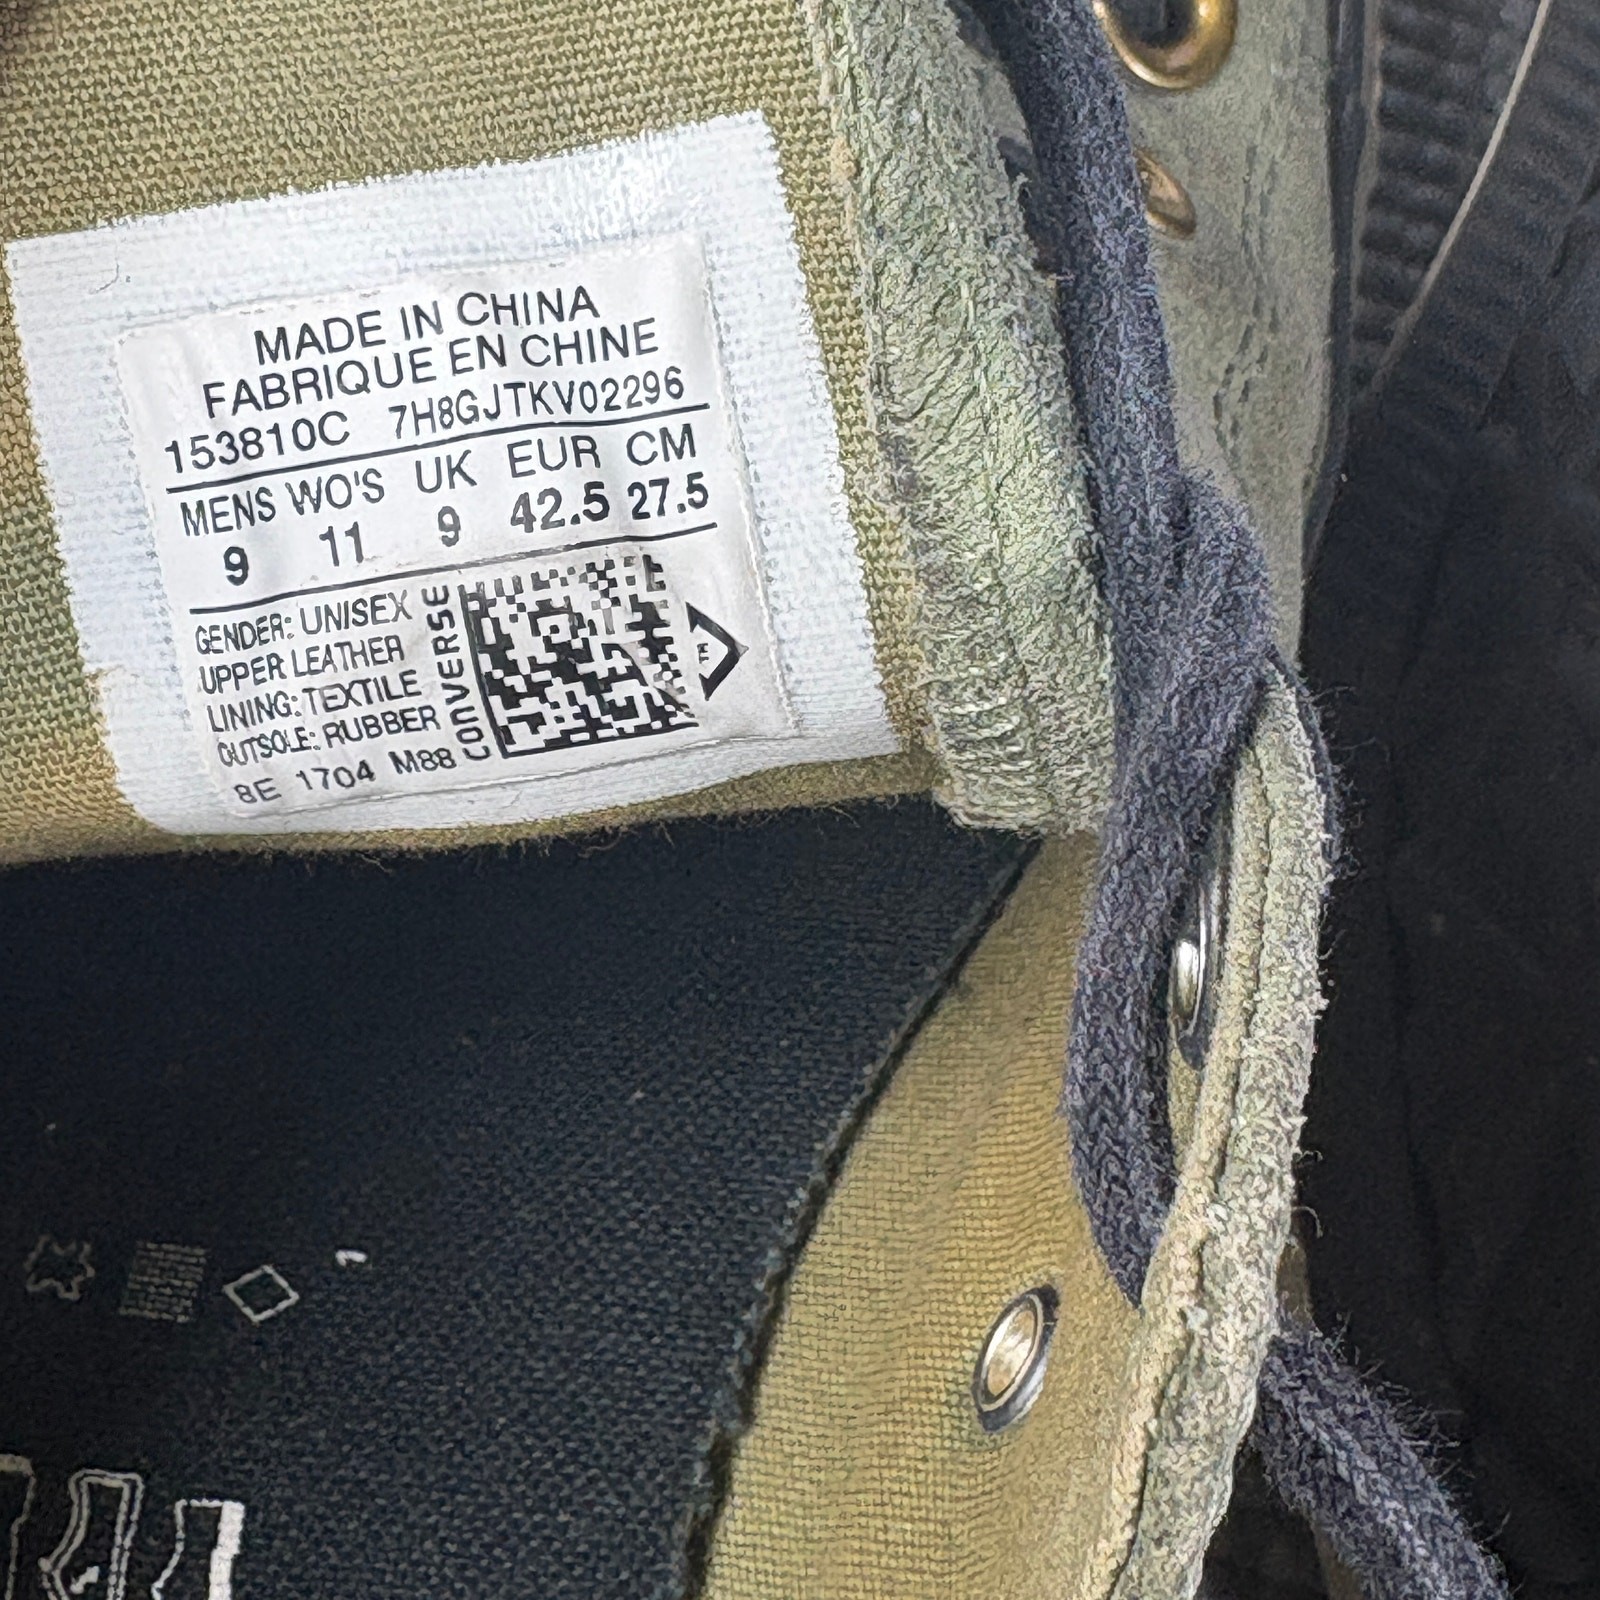 MADE IN CHINA
FABRIQUE EN CHINE
153810C 7H8GJTKV02296
MENS WO'S UK EUR CM
9 11 9 42.5 27.5
GENDER: UNISEX
UPPER LEATHER
LINING: TEXTILE
OUTSOLE: RUBBER
8E 1704 M88
CONVERSE